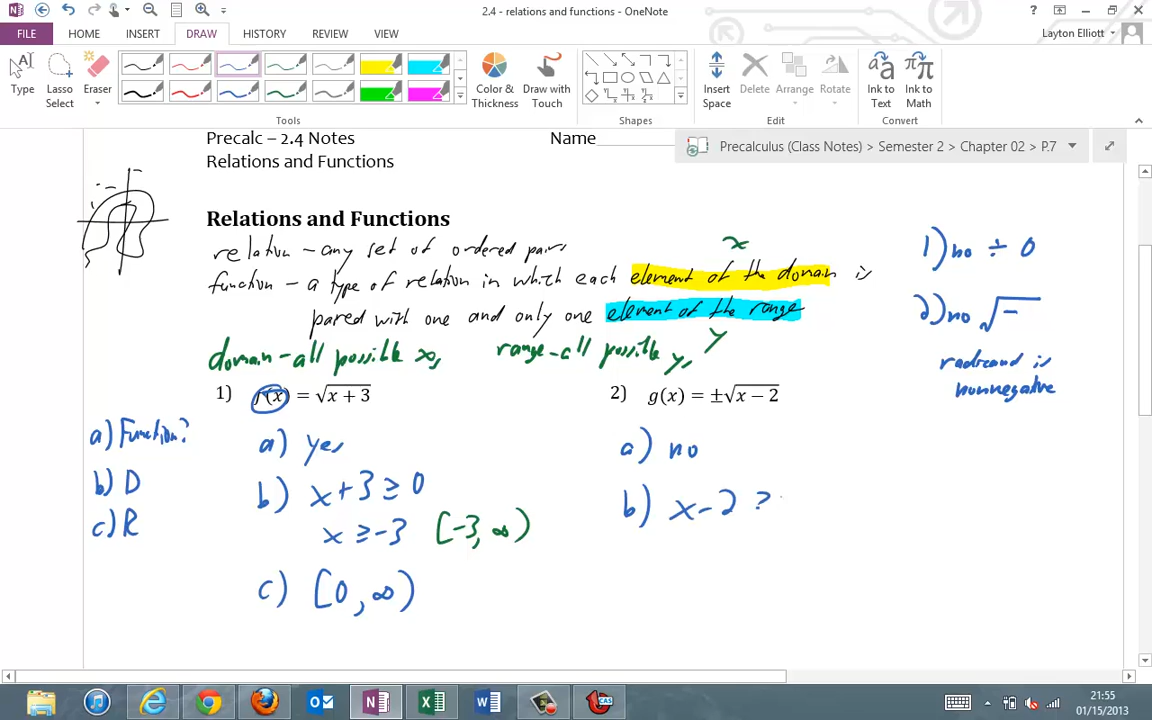 2.4 - relations and functions - OneNote
?
FILE HOME INSERT DRAW HISTORY REVIEW VIEW
Layton Elliott
Type
Lasso Select
Eraser
Color & Thickness
Draw with Touch
Insert Space
Delete
Arrange
Rotate
Ink to Text
Ink to Math
Tools
Shapes
Edit
Convert
Precalc – 2.4 Notes Name
Precalculus (Class Notes) > Semester 2 > Chapter 02 > P.7
Relations and Functions
Relations and Functions
relation - any set of ordered pairs
x
function - a type of relation in which each element of the domain is
pared with one and only one element of the range
y
domain - all possible xs
range - all possible ys
1) no ÷ 0
2) no √-
radicand is
nonnegative
1) f(x) = √x + 3
2) g(x) = ±√x − 2
a) Function?
b) D
c) R
a) yes
b) x + 3 ≥ 0
x ≥ -3 [-3, ∞)
c) [0, ∞)
a) no
b) x - 2
21:55
01/15/2013